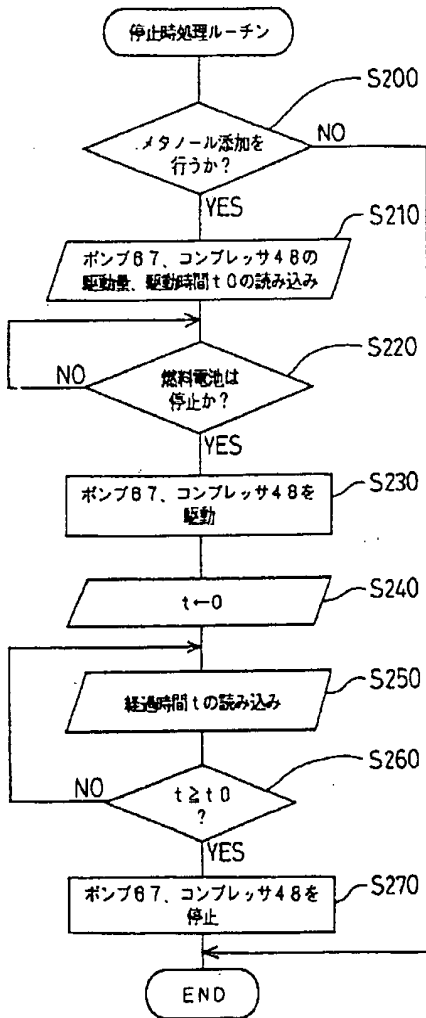 停止時処理ルーチン
S200
メタノール添加を
行うか?
NO
YES
S210
ポンプ67、コンプレッサ48の
駆動量、駆動時間t0の読み込み
S220
燃料電池は
停止か?
NO
YES
S230
ポンプ67、コンプレッサ48を
駆動
S240
t←0
S250
経過時間tの読み込み
S260
t≧t0
?
NO
YES
S270
ポンプ67、コンプレッサ48を
停止
END